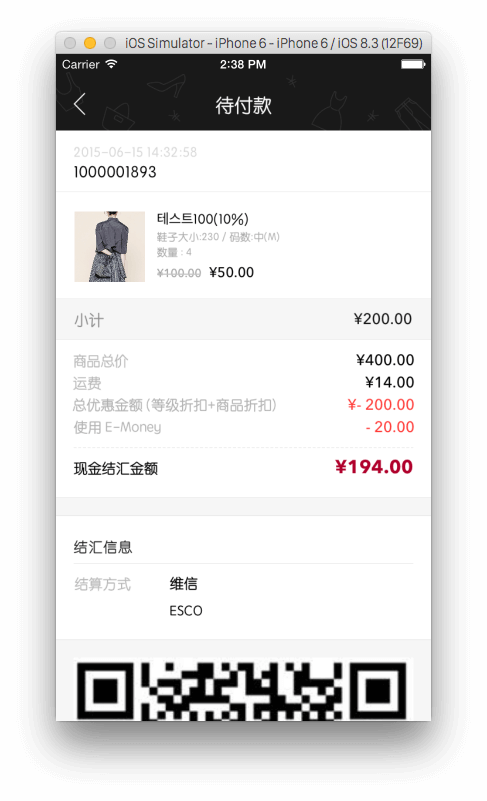 iOS Simulator - iPhone 6 - iPhone 6 / iOS 8.3 (12F69)
Carrier 2:38 PM
待付款
2015-06-15 14:32:58
1000001893
테스트100(10%)
鞋子大小:230 / 码数:中(M)
数量 : 4
¥100.00 ¥50.00
小计 ¥200.00
商品总价 ¥400.00
运费 ¥14.00
总优惠金额 (等级折扣+商品折扣) ¥- 200.00
使用 E-Money - 20.00
现金结汇金额 ¥194.00
结汇信息
结算方式 维信
ESCO